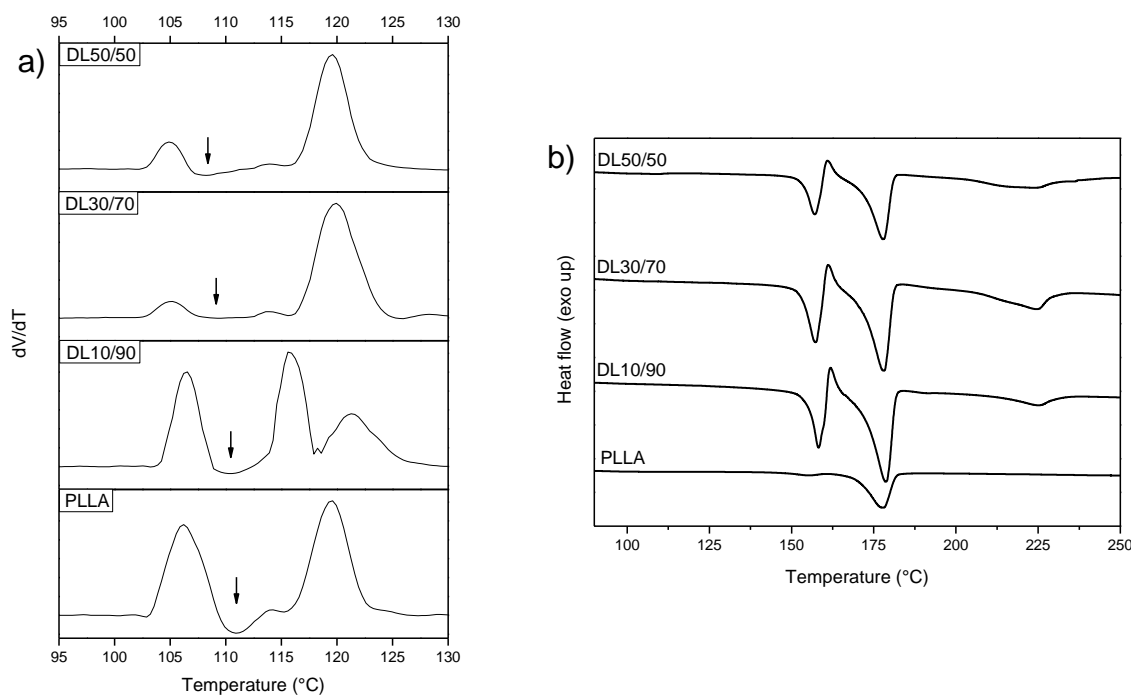 95 100 105 110 115 120 125 130
a)
DL50/50
DL30/70
DL10/90
PLLA
dV/dT
95 100 105 110 115 120 125 130
Temperature (°C)
b)
DL50/50
DL30/70
DL10/90
PLLA
Heat flow (exo up)
100 125 150 175 200 225 250
Temperature (°C)